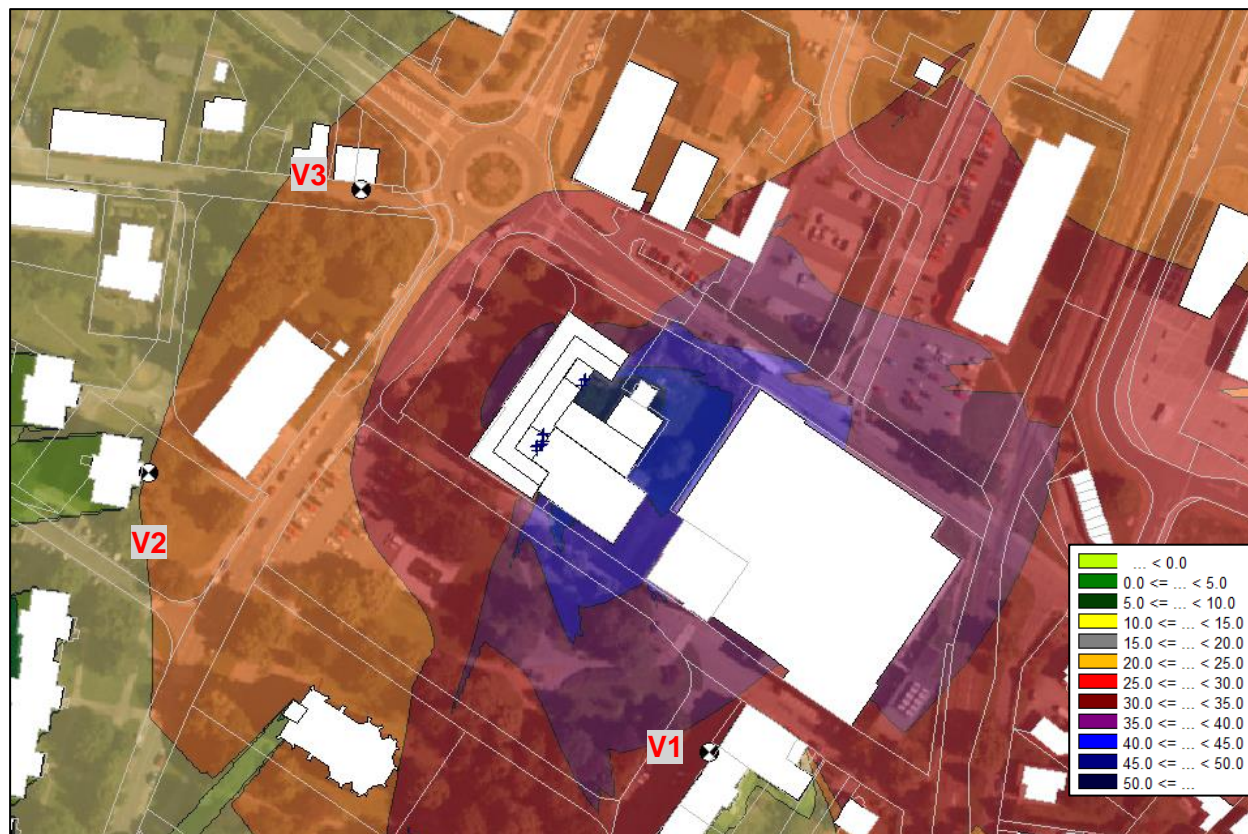 V3
V2
V1
... < 0.0
0.0 <= ... < 5.0
5.0 <= ... < 10.0
10.0 <= ... < 15.0
15.0 <= ... < 20.0
20.0 <= ... < 25.0
25.0 <= ... < 30.0
30.0 <= ... < 35.0
35.0 <= ... < 40.0
40.0 <= ... < 45.0
45.0 <= ... < 50.0
50.0 <= ...